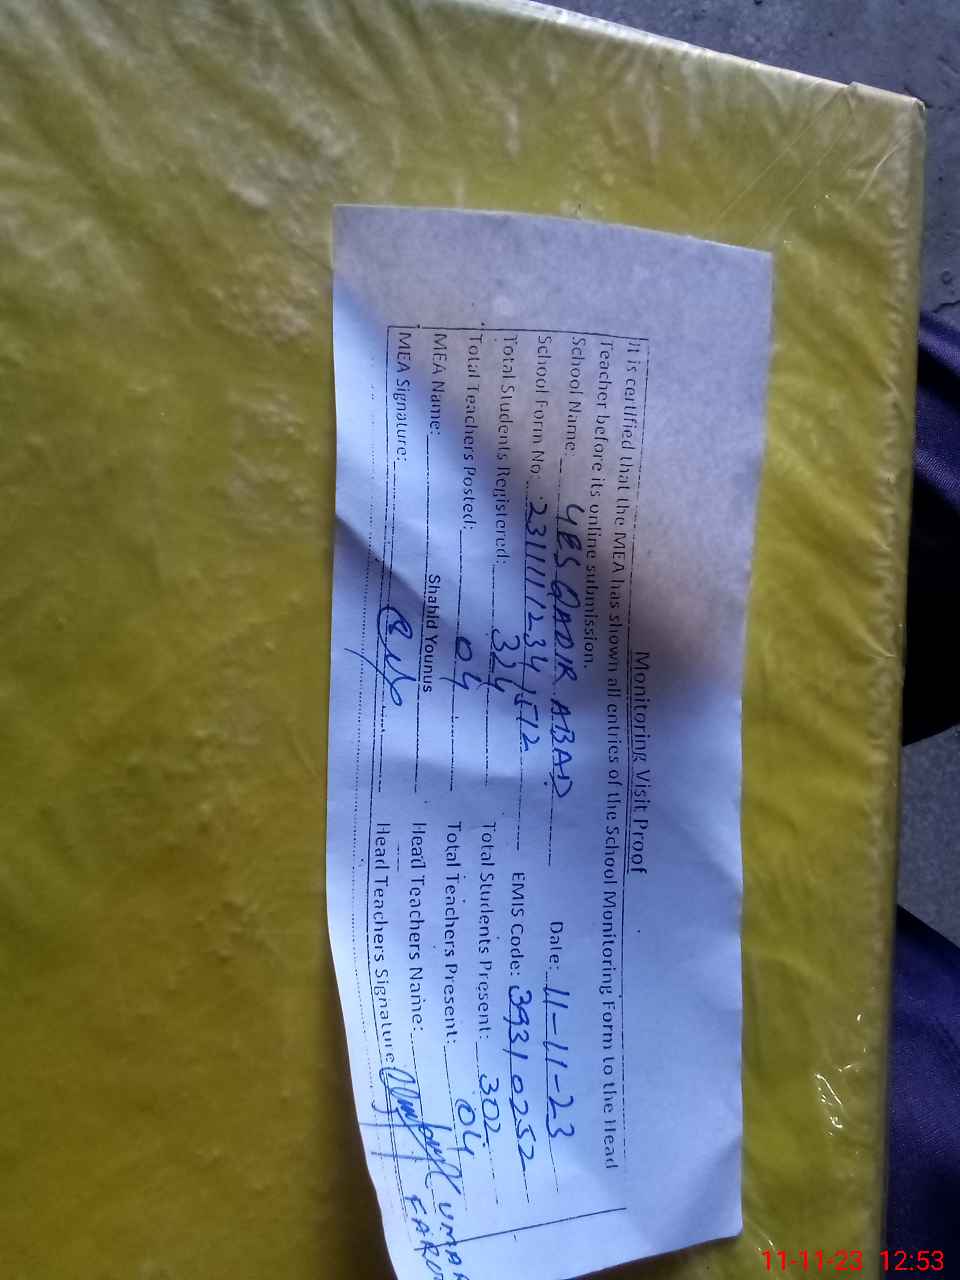 Monitoring Visit Proof
It is certified that the MEA has shown all entries of the School Monitoring Form to the Head
Teacher before its online submission.
School Name: 4ES QADIR ABAD Date: 11-11-23
School Form No: 2311111234512 EMIS Code: 39310252
Total Students Registered: 324 Total Students Present: 302
Total Teachers Posted: 04 Total Teachers Present: 04
MEA Name: Shahid Younus Head Teachers Name: UMAR
MEA Signature: Head Teachers Signature:
11-11-23 12:53